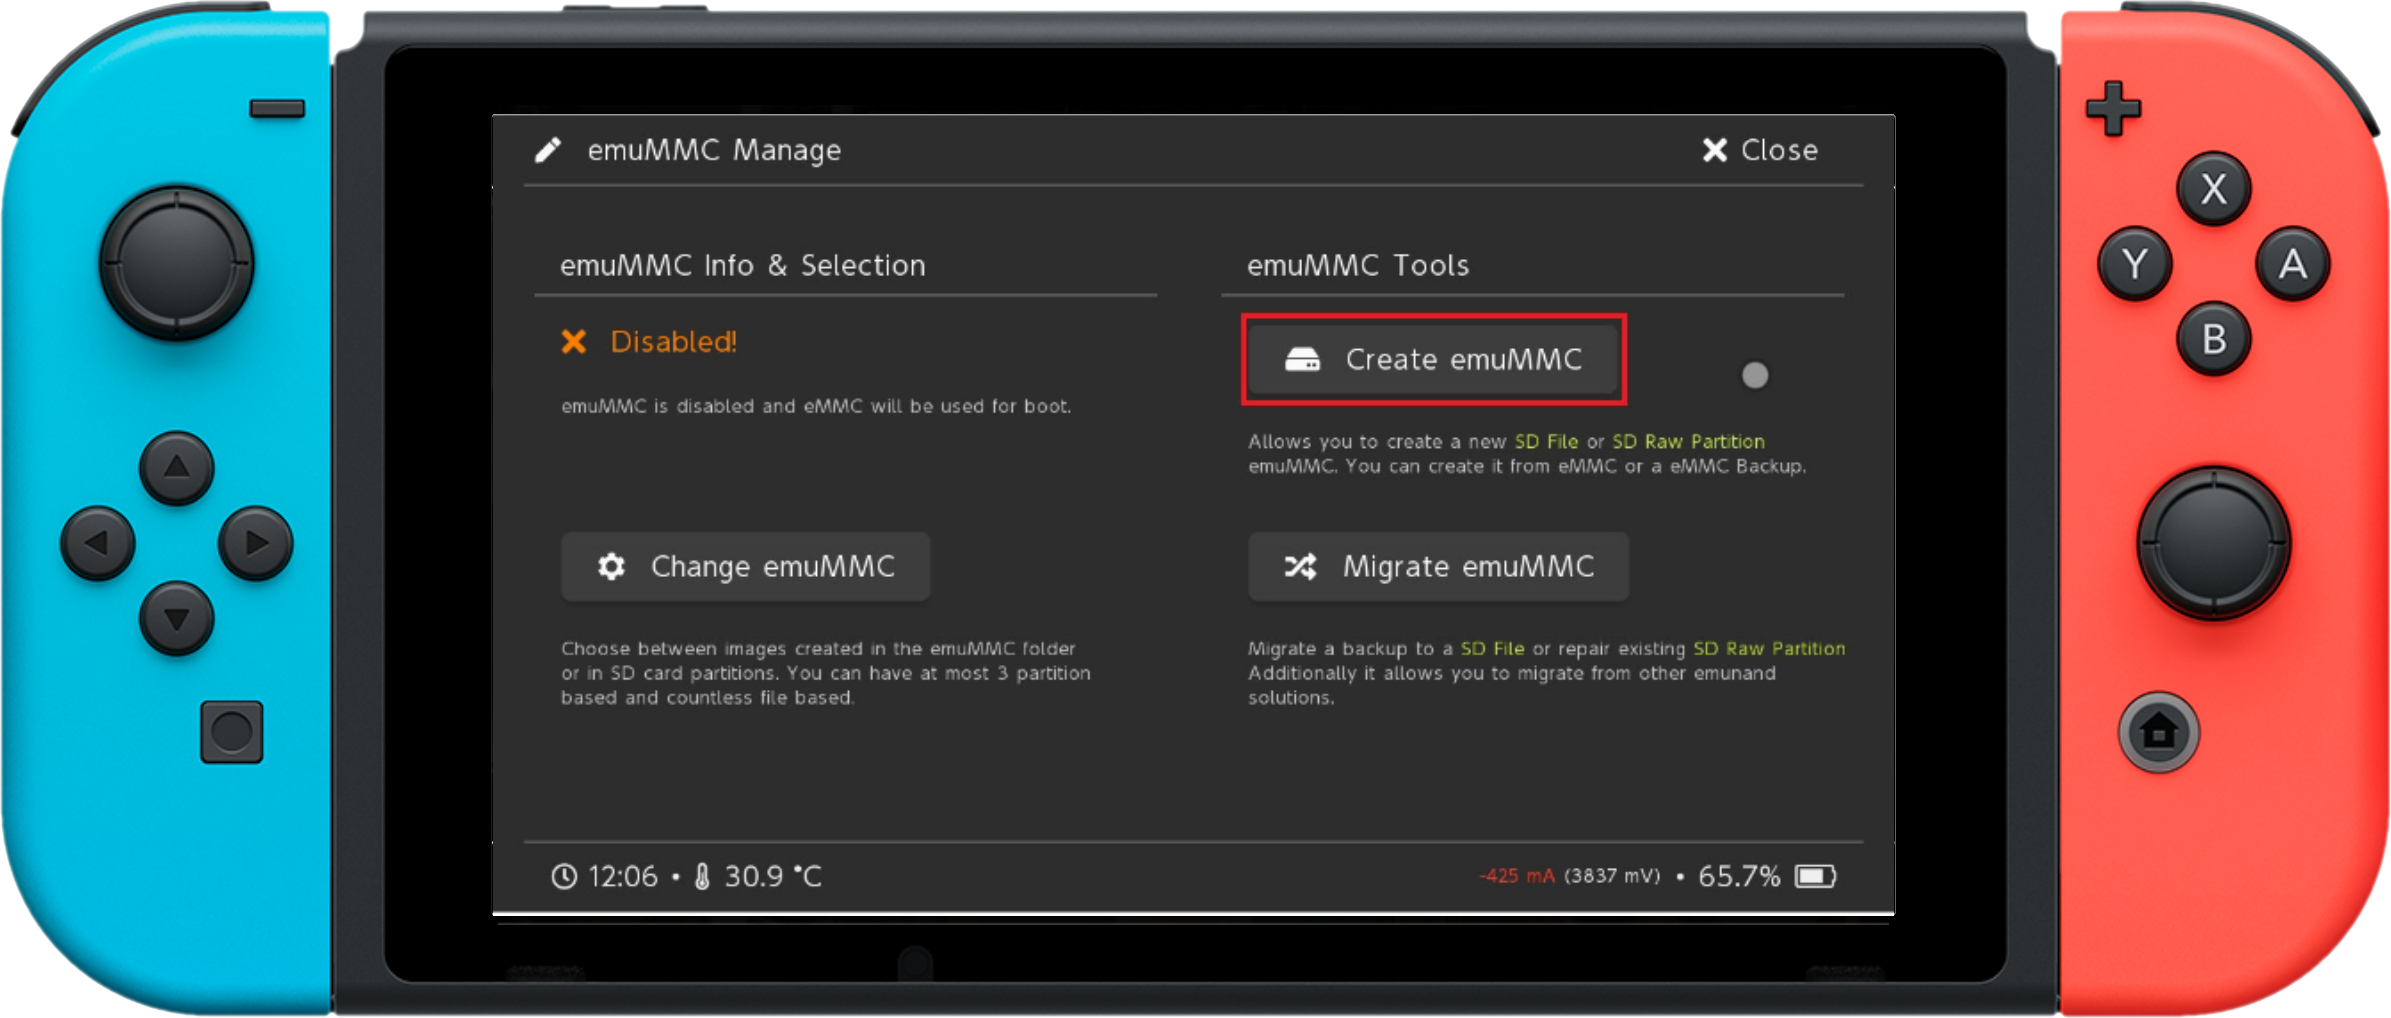 emuMMC Manage
Close
emuMMC Info & Selection
Disabled!
emuMMC is disabled and eMMC will be used for boot.
Change emuMMC
Choose between images created in the emuMMC folder
or in SD card partitions. You can have at most 3 partition
based and countless file based.
emuMMC Tools
Create emuMMC
Allows you to create a new SD File or SD Raw Partition
emuMMC. You can create it from eMMC or a eMMC Backup.
Migrate emuMMC
Migrate a backup to a SD File or repair existing SD Raw Partition
Additionally it allows you to migrate from other emunand
solutions.
12:06 • 30.9 °C
-425 mA (3837 mV) • 65.7%
X
Y
A
B